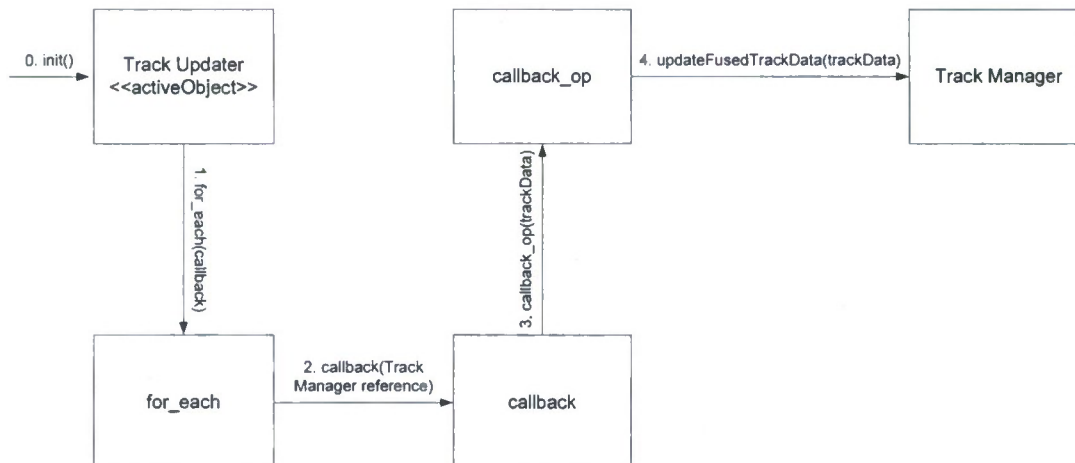 0. init()
Track Updater
<<activeObject>>
callback_op
4. updateFusedTrackData(trackData)
Track Manager
1. for_each(callback)
3. callback_op(trackData)
for_each
2. callback(Track
Manager reference)
callback